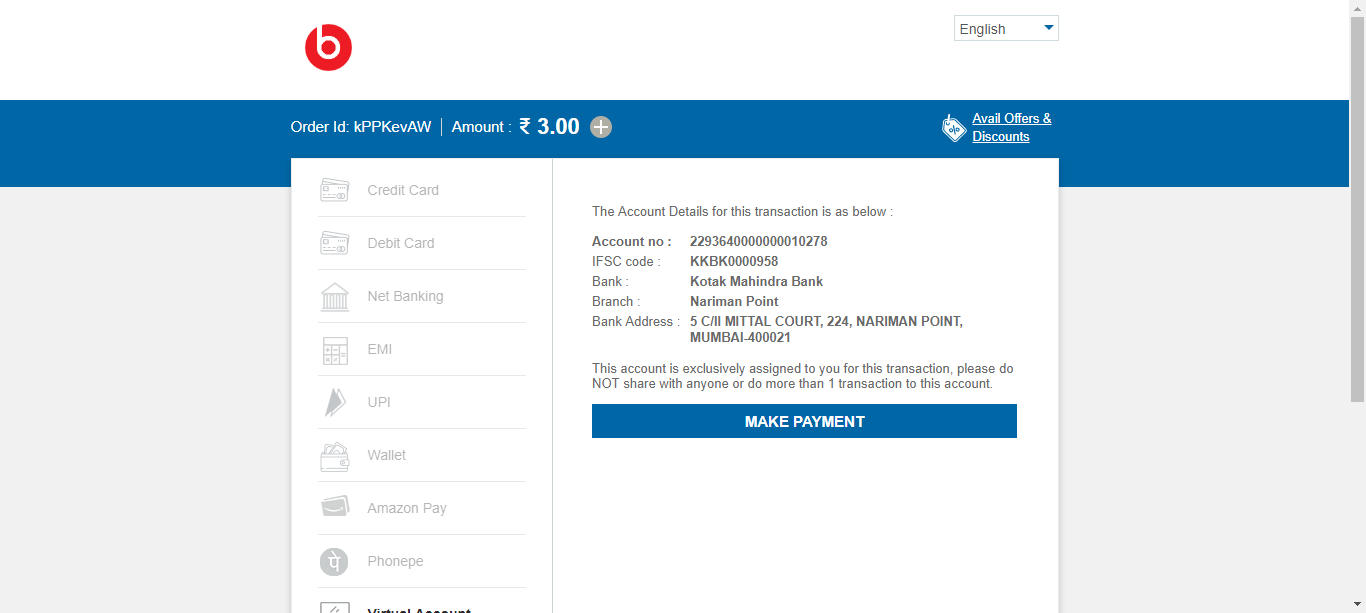 b
English
Order Id: kPPKevAW | Amount : ₹ 3.00
Avail Offers &
Discounts
Credit Card
Debit Card
Net Banking
EMI
UPI
Wallet
Amazon Pay
Phonepe
Virtual Account
The Account Details for this transaction is as below :
Account no : 2293640000000010278
IFSC code : KKBK0000958
Bank : Kotak Mahindra Bank
Branch : Nariman Point
Bank Address : 5 C/II MITTAL COURT, 224, NARIMAN POINT,
MUMBAI-400021
This account is exclusively assigned to you for this transaction, please do
NOT share with anyone or do more than 1 transaction to this account.
MAKE PAYMENT